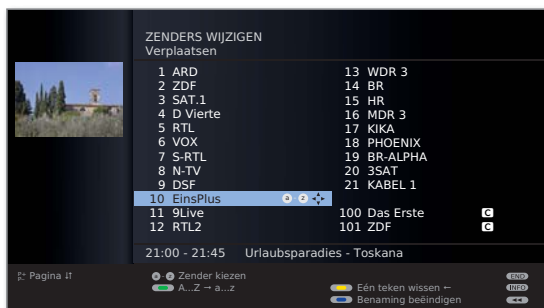 ZENDERS WIJZIGEN
Verplaatsen
1 ARD
2 ZDF
3 SAT.1
4 D Vierte
5 RTL
6 VOX
7 S-RTL
8 N-TV
9 DSF
10 EinsPlus a z
11 9Live
12 RTL2
13 WDR 3
14 BR
15 HR
16 MDR 3
17 KIKA
18 PHOENIX
19 BR-ALPHA
20 3SAT
21 KABEL 1
100 Das Erste C
101 ZDF C
21:00 - 21:45 Urlaubsparadies - Toskana
P+ P- Pagina ↓↑
a-z Zender kiezen
A...Z → a...z
Eén teken wissen ←
Benaming beëindigen
END
INFO
◄◄